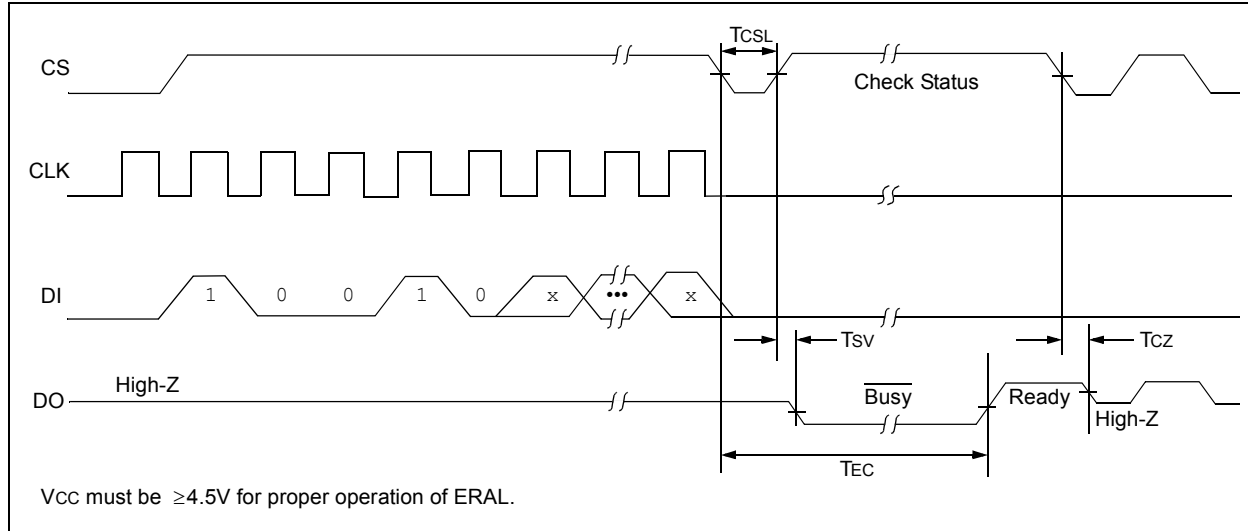 TCSL
CS
Check Status
CLK
DI
1 0 0 1 0 x ••• x
TSV
TCZ
High-Z
DO
Busy
Ready
High-Z
TEC
VCC must be ≥4.5V for proper operation of ERAL.